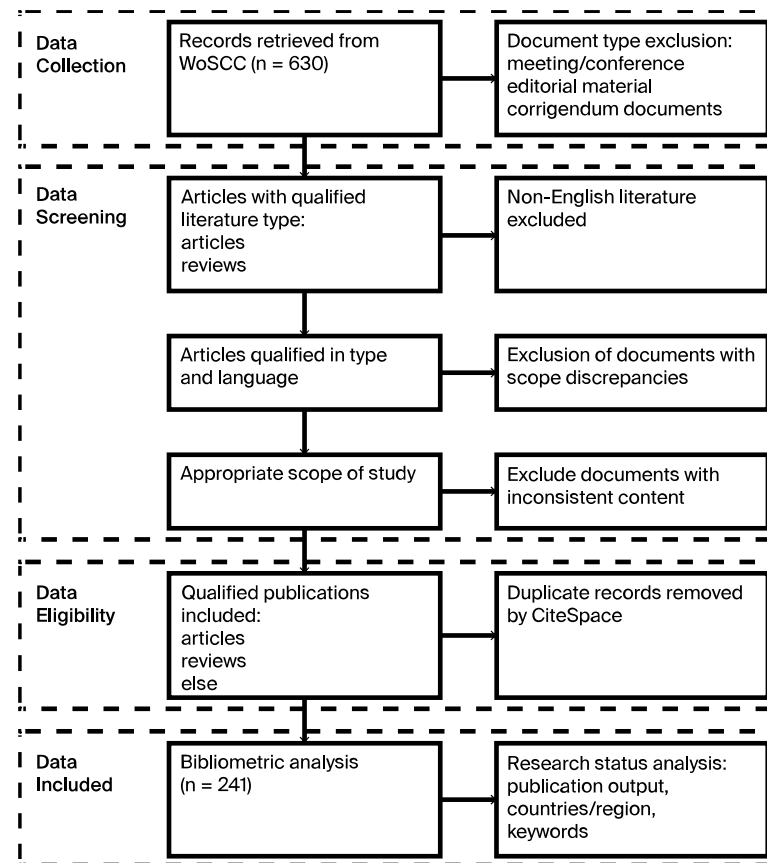 Data
Collection
Records retrieved from
WoSCC (n = 630)
Document type exclusion:
meeting/conference
editorial material
corrigendum documents
Data
Screening
Articles with qualified
literature type:
articles
reviews
Non-English literature
excluded
Articles qualified in type
and language
Exclusion of documents with
scope discrepancies
Appropriate scope of study
Exclude documents with
inconsistent content
Data
Eligibility
Qualified publications
included:
articles
reviews
else
Duplicate records removed
by CiteSpace
Data
Included
Bibliometric analysis
(n = 241)
Research status analysis:
publication output,
countries/region,
keywords